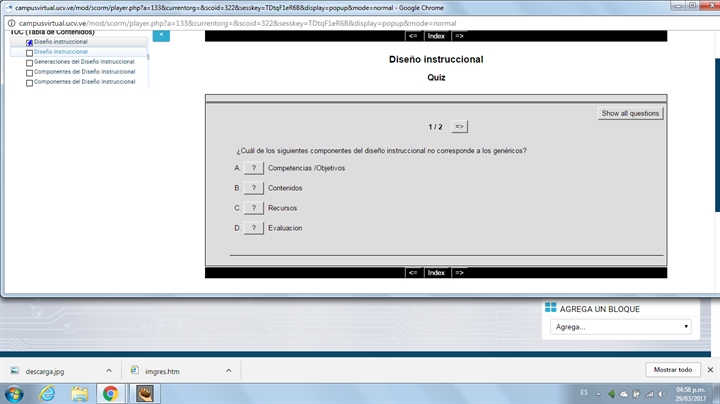 campusvirtual.ucv.ve/mod/scorm/player.php?a=133&currentorg=&scoid=322&sesskey=TDtqF1eR6B&display=popup&mode=normal - Google Chrome
campusvirtual.ucv.ve/mod/scorm/player.php?a=133&currentorg=&scoid=322&sesskey=TDtqF1eR6B&display=popup&mode=normal
TOC (Tabla de Contenidos)
Diseño instruccional
Diseño Instruccional
Generaciones del Diseño Instruccional
Componentes del Diseño Instruccional
Componentes del Diseño Instruccional
<
<= Index =>
Diseño instruccional
Quiz
Show all questions
1 / 2 =>
¿Cuál de los siguientes componentes del diseño instruccional no corresponde a los genéricos?
A. ? Competencias /Objetivos
B. ? Contenidos
C. ? Recursos
D. ? Evaluacion
<= Index =>
AGREGA UN BLOQUE
Agrega...
descarga.jpg
imgres.htm
Mostrar todo
ES
04:58 p.m.
29/03/2017